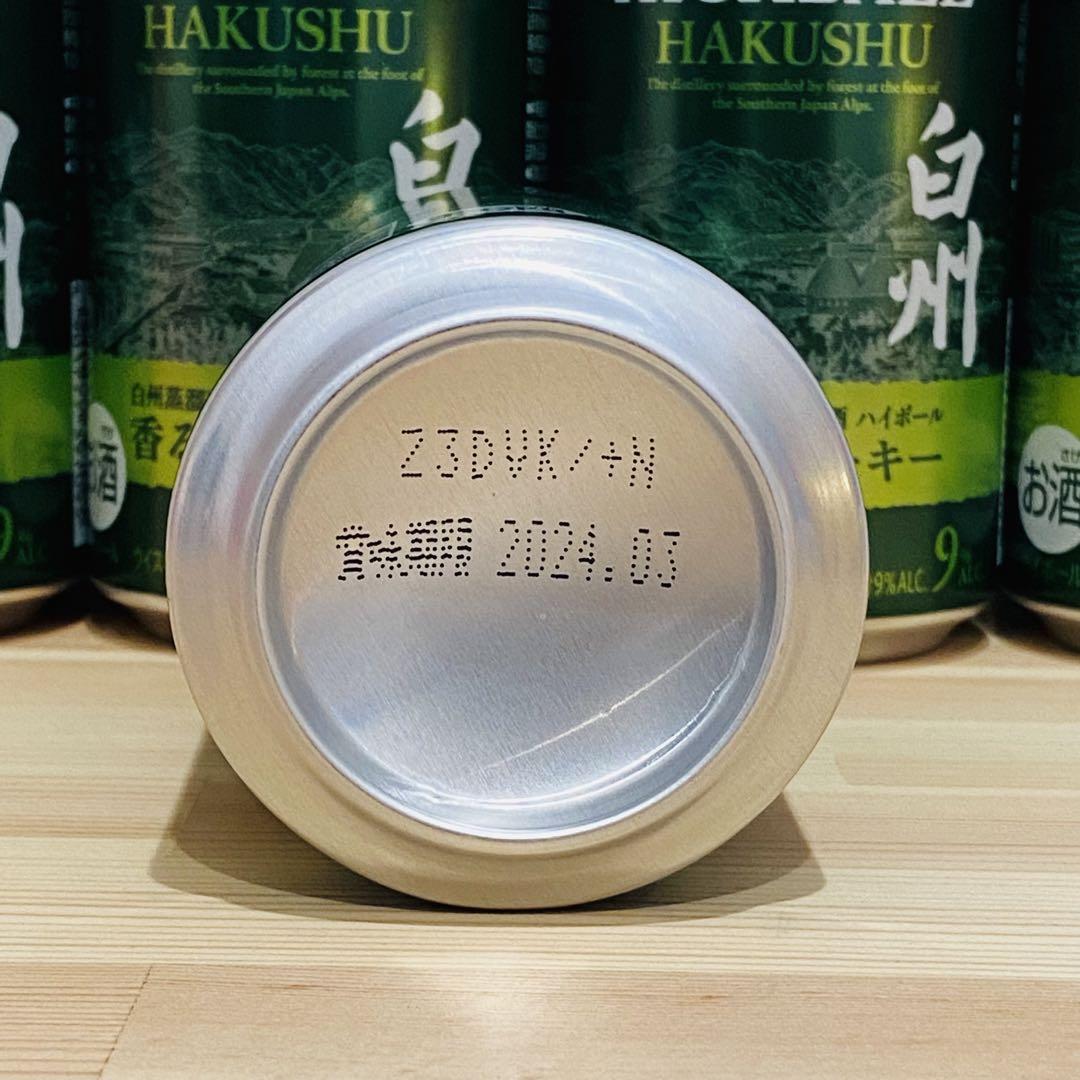 HAKUSHU
The distillery surrounded by forest at the foot of
the Southern Japan Alps.
白
白州蒸溜
香る
お酒
HAKUSHU
The distillery surrounded by forest at the foot of
the Southern Japan Alps.
白州
ハイボール
キー
9%ALC.
9
お酒
Z3DVK/+N
賞味期限 2024.03